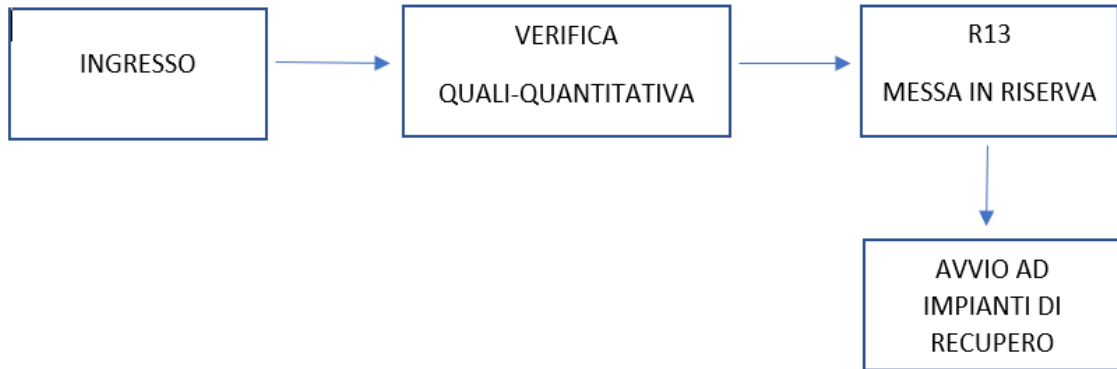 INGRESSO
VERIFICA
QUALI-QUANTITATIVA
R13
MESSA IN RISERVA
AVVIO AD
IMPIANTI DI
RECUPERO